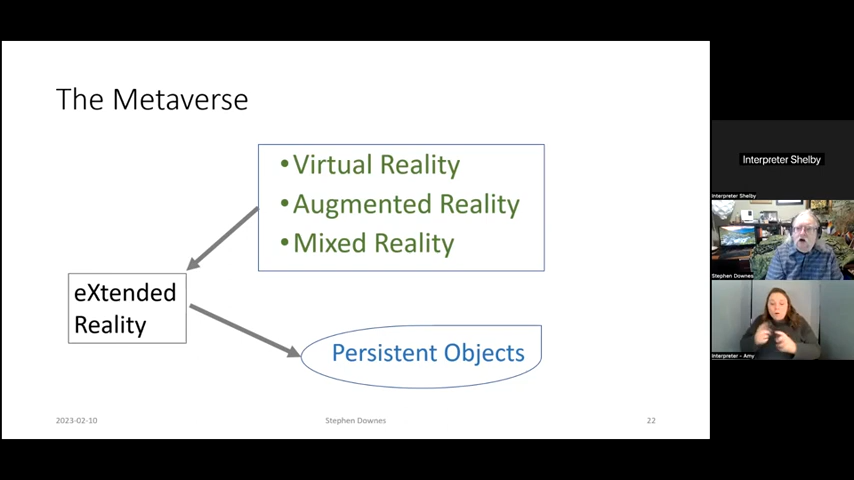 The Metaverse
•Virtual Reality
•Augmented Reality
•Mixed Reality
eXtended
Reality
Persistent Objects
2023-02-10
Stephen Downes
22
Interpreter Shelby
Interpreter Shelby
Stephen Downes
Interpreter - Amy